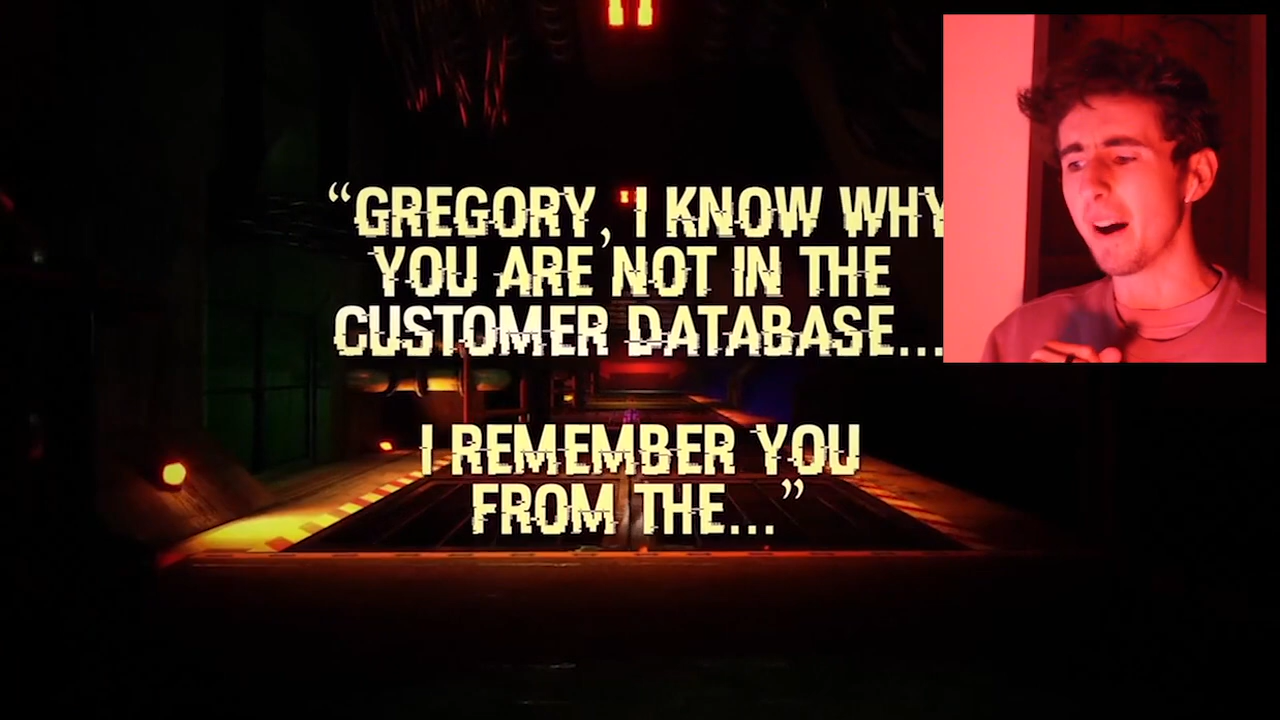 “GREGORY, I KNOW WHY
YOU ARE NOT IN THE
CUSTOMER DATABASE...
I REMEMBER YOU
FROM THE...”